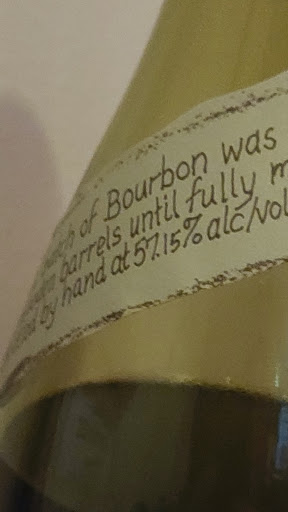 of Bourbon was
barrels until fully
by hand at 57.15% alc/vol